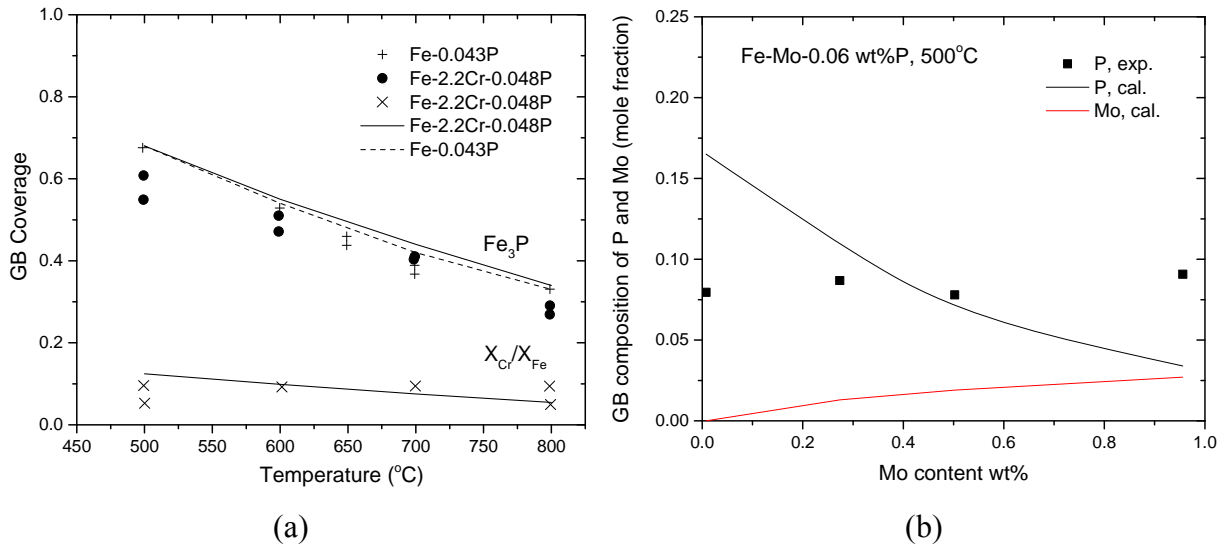 Fe-0.043P
Fe-2.2Cr-0.048P
Fe-2.2Cr-0.048P
Fe-2.2Cr-0.048P
Fe-0.043P
Fe₃P
X_Cr/X_Fe
GB Coverage
1.0
0.8
0.6
0.4
0.2
0.0
450 500 550 600 650 700 750 800 850
Temperature (°C)
(a)
Fe-Mo-0.06 wt%P, 500°C
P, exp.
P, cal.
Mo, cal.
GB composition of P and Mo (mole fraction)
0.25
0.20
0.15
0.10
0.05
0.00
0.0 0.2 0.4 0.6 0.8 1.0
Mo content wt%
(b)